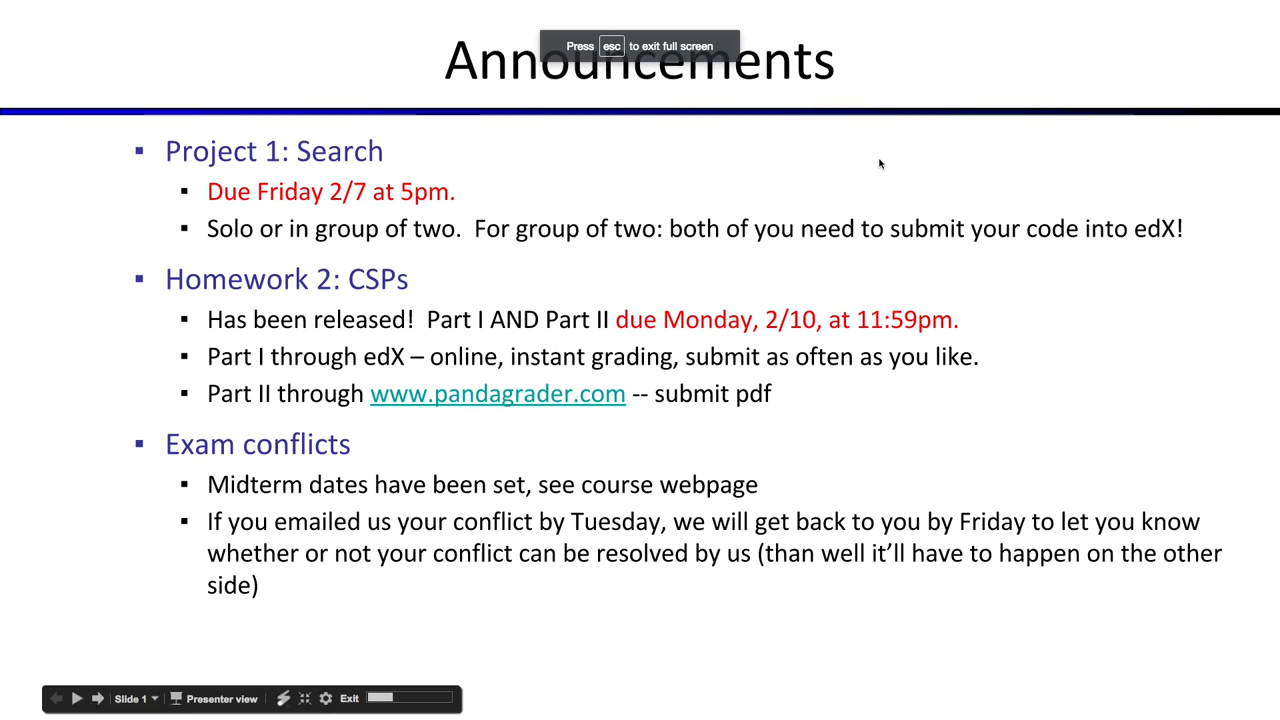 Press esc to exit full screen
Announcements
Project 1: Search
Due Friday 2/7 at 5pm.
Solo or in group of two.  For group of two: both of you need to submit your code into edX!
Homework 2: CSPs
Has been released!  Part I AND Part II due Monday, 2/10, at 11:59pm.
Part I through edX – online, instant grading, submit as often as you like.
Part II through www.pandagrader.com -- submit pdf
Exam conflicts
Midterm dates have been set, see course webpage
If you emailed us your conflict by Tuesday, we will get back to you by Friday to let you know
whether or not your conflict can be resolved by us (than well it’ll have to happen on the other
side)
Slide 1 Presenter view Exit